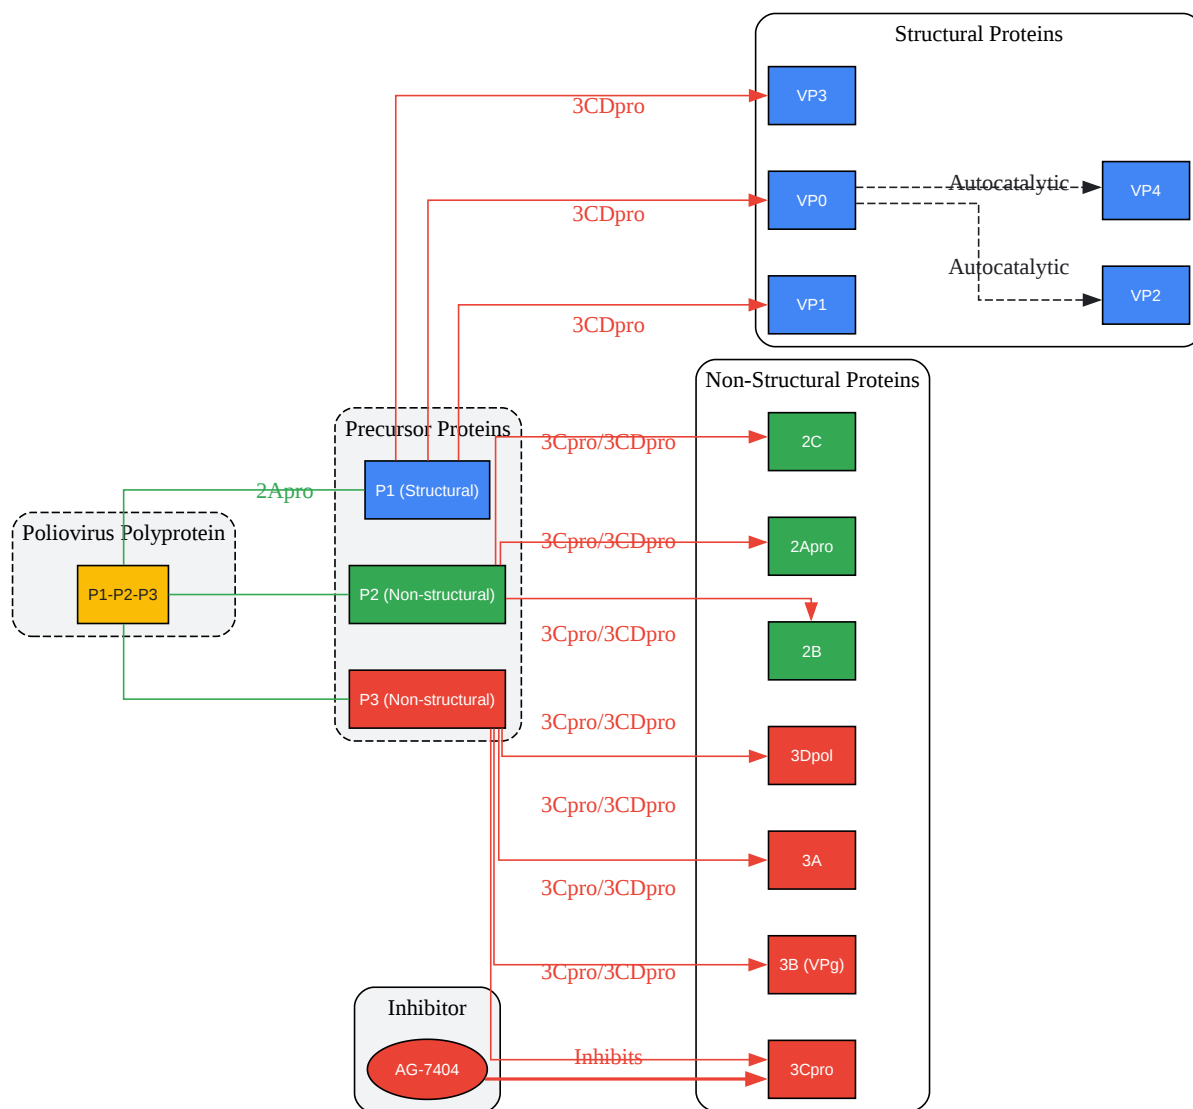 Structural Proteins
VP3
3CDpro
VP0
Autocatalytic
VP4
3CDpro
Autocatalytic
VP2
VP1
3CDpro
Non-Structural Proteins
Precursor Proteins
3Cpro/3CDpro
2C
P1 (Structural)
2Apro
Poliovirus Polyprotein
3Cpro/3CDpro
2Apro
P1-P2-P3
P2 (Non-structural)
3Cpro/3CDpro
2B
P3 (Non-structural)
3Cpro/3CDpro
3Dpol
3Cpro/3CDpro
3A
3Cpro/3CDpro
3B (VPg)
3Cpro/3CDpro
Inhibitor
AG-7404
Inhibits
3Cpro